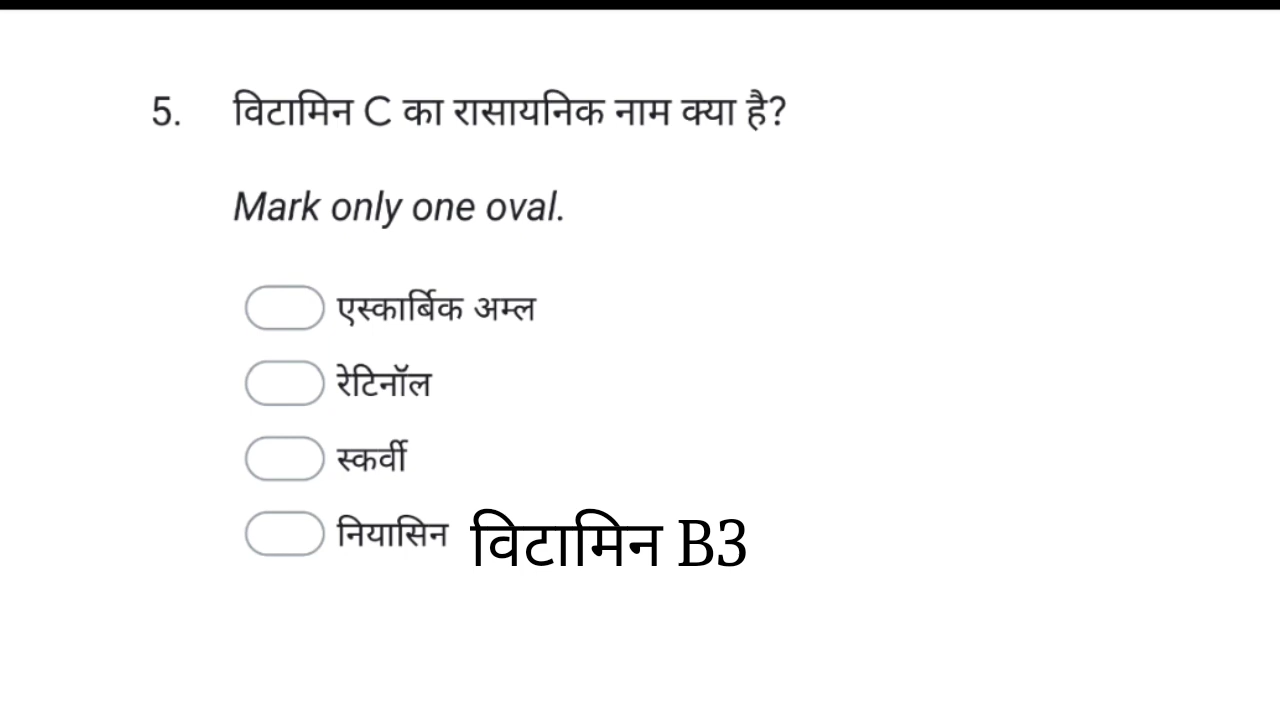 5. विटामिन C का रासायनिक नाम क्या है?
Mark only one oval.
एस्कार्बिक अम्ल
रेटिनॉल
स्कर्वी
नियासिन विटामिन B3